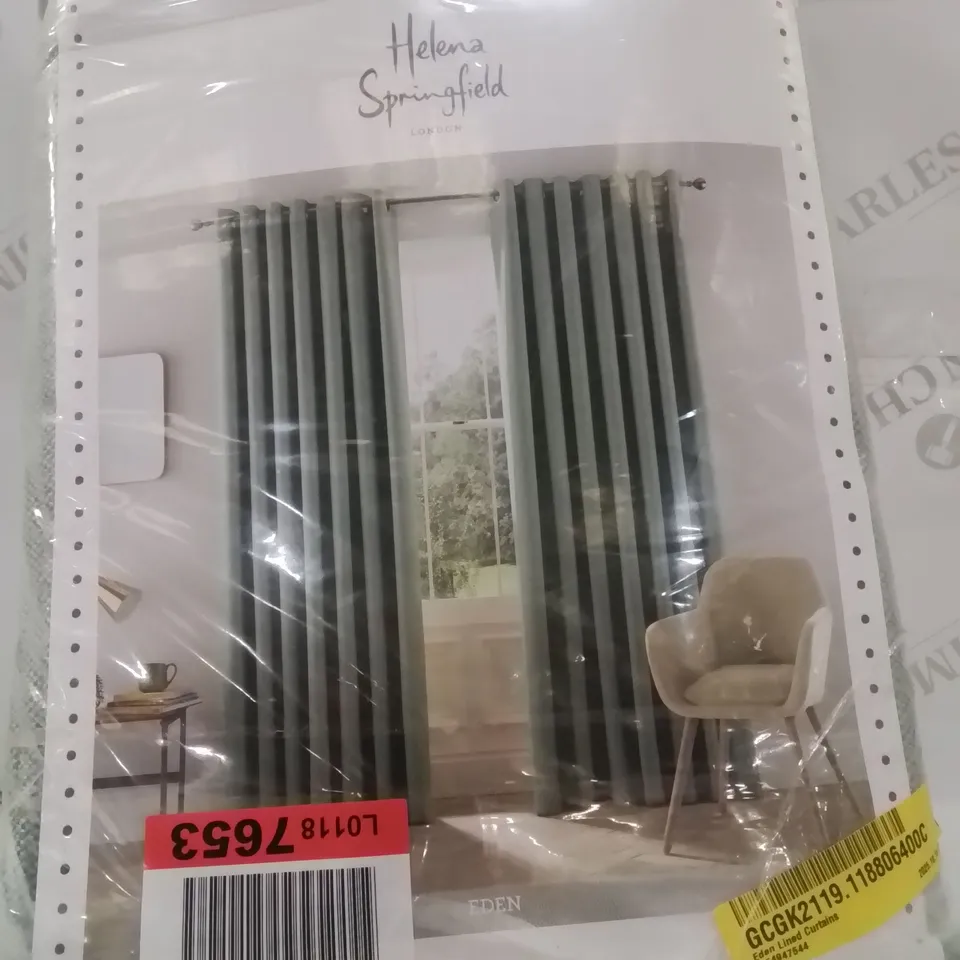 Helena
Springfield
LONDON
L0118 7653
EDEN
GCGK2119.118806400C
Eden Lined Curtains